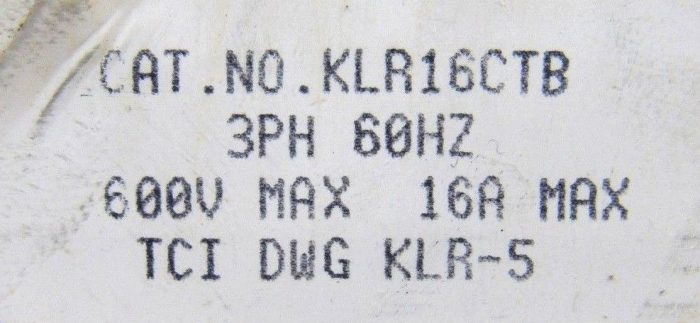 CAT.NO.KLR16CTB
3PH 60HZ
600V MAX 16A MAX
TCI DWG KLR-5